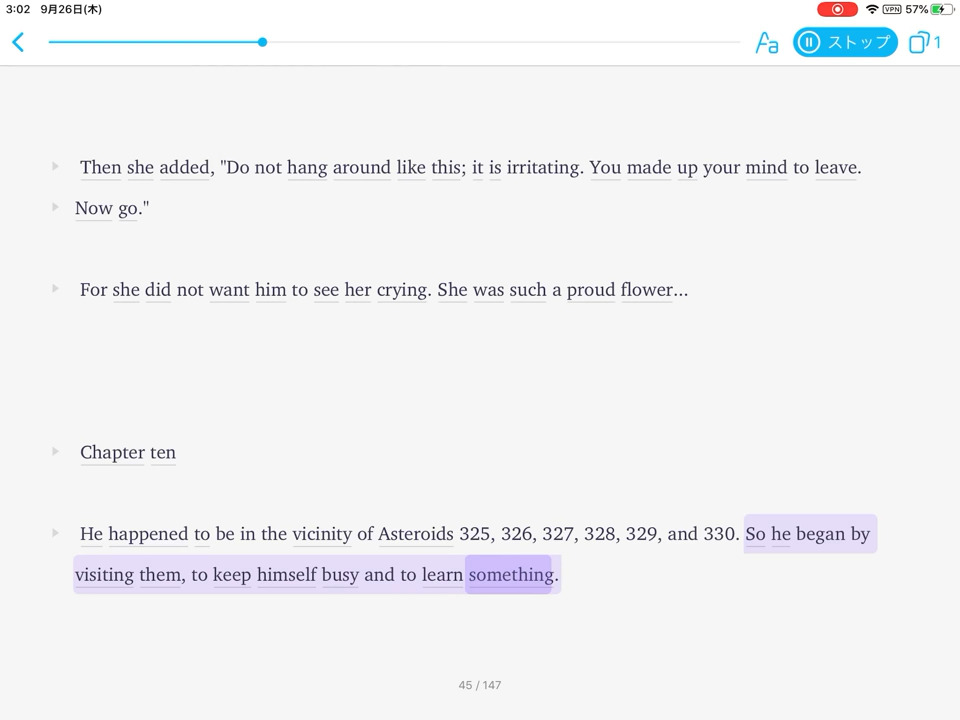 3:02 9月26日(木) VPN 57%
Aa ストップ 1
Then she added, "Do not hang around like this; it is irritating. You made up your mind to leave.
Now go."
For she did not want him to see her crying. She was such a proud flower...
Chapter ten
He happened to be in the vicinity of Asteroids 325, 326, 327, 328, 329, and 330. So he began by
visiting them, to keep himself busy and to learn something.
45 / 147